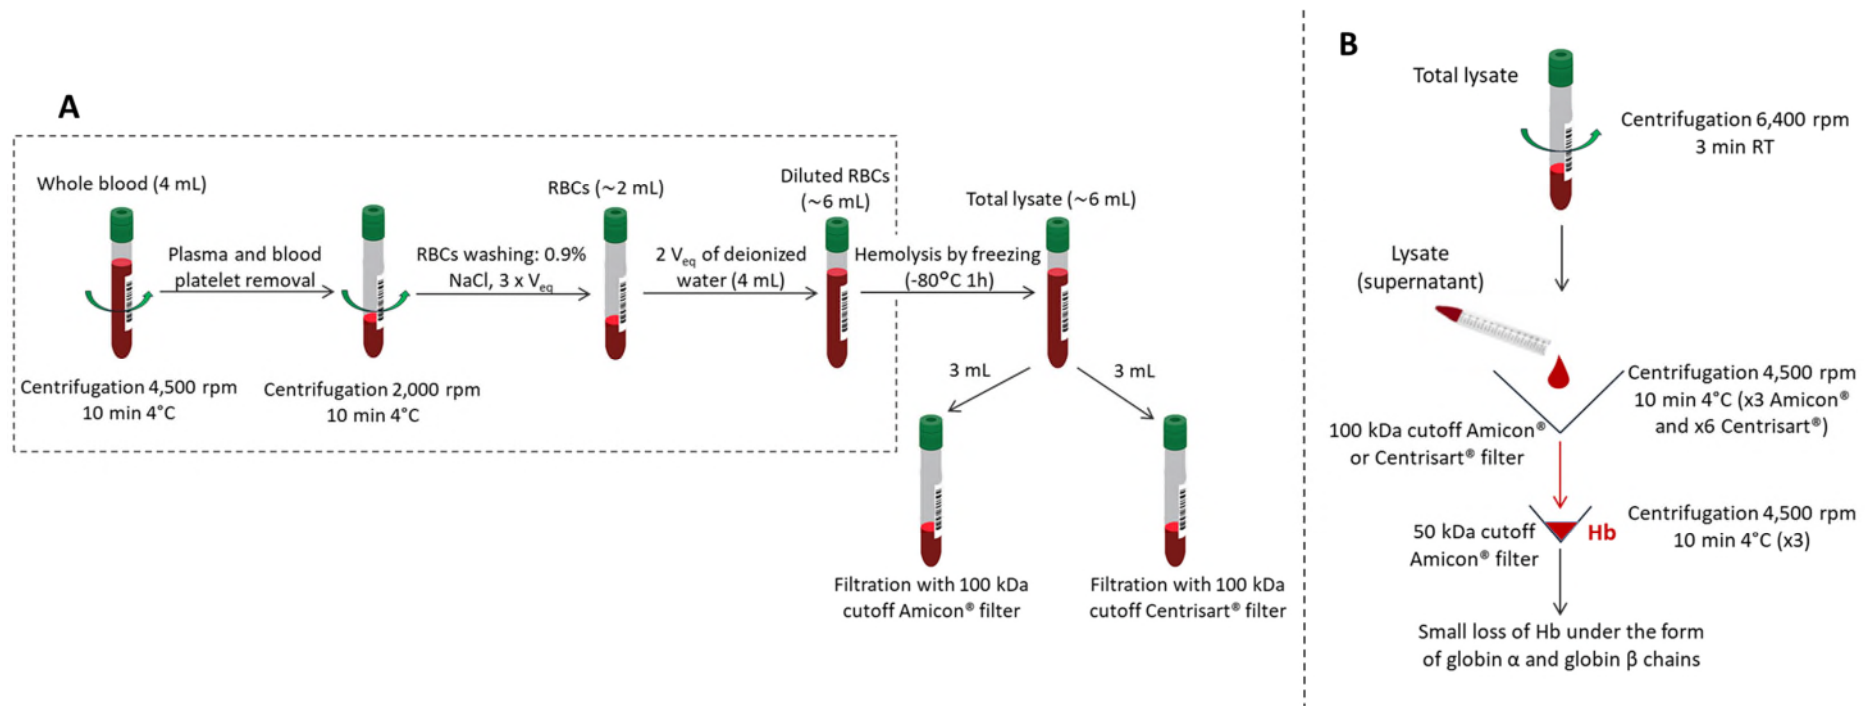 A
Whole blood (4 mL)
Plasma and blood
platelet removal
RBCs washing: 0.9%
NaCl, 3 x Veq
RBCs (~2 mL)
2 Veq of deionized
water (4 mL)
Diluted RBCs
(~6 mL)
Hemolysis by freezing
(-80°C 1h)
Total lysate (~6 mL)
Centrifugation 4,500 rpm
10 min 4°C
Centrifugation 2,000 rpm
10 min 4°C
3 mL
3 mL
Filtration with 100 kDa
cutoff Amicon® filter
Filtration with 100 kDa
cutoff Centrisart® filter
B
Total lysate
Centrifugation 6,400 rpm
3 min RT
Lysate
(supernatant)
Centrifugation 4,500 rpm
10 min 4°C (x3 Amicon®
and x6 Centrisart®)
100 kDa cutoff Amicon®
or Centrisart® filter
50 kDa cutoff
Amicon® filter
Hb
Centrifugation 4,500 rpm
10 min 4°C (x3)
Small loss of Hb under the form
of globin α and globin β chains